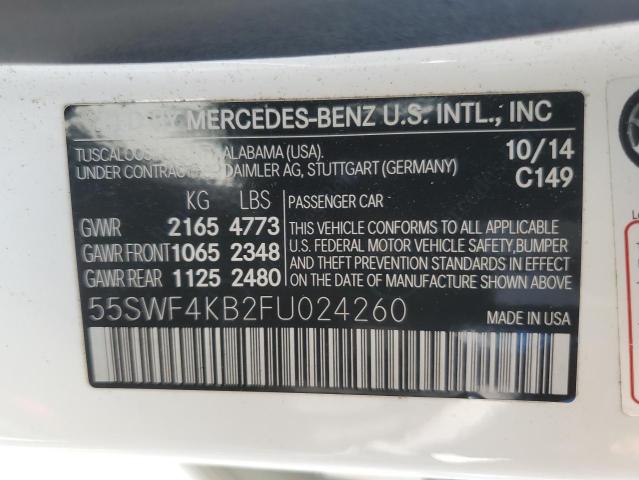 BY MERCEDES-BENZ U.S. INTL., INC
ALABAMA (USA). 10/14
UNDER CONTRACT DAIMLER AG, STUTTGART (GERMANY) C149
KG LBS PASSENGER CAR
GVWR 2165 4773
GAWR FRONT 1065 2348
GAWR REAR 1125 2480
THIS VEHICLE CONFORMS TO ALL APPLICABLE
U.S. FEDERAL MOTOR VEHICLE SAFETY, BUMPER
AND THEFT PREVENTION STANDARDS IN EFFECT
ON THE DATE OF MANUFACTURE SHOWN ABOVE
55SWF4KB2FU024260 MADE IN USA